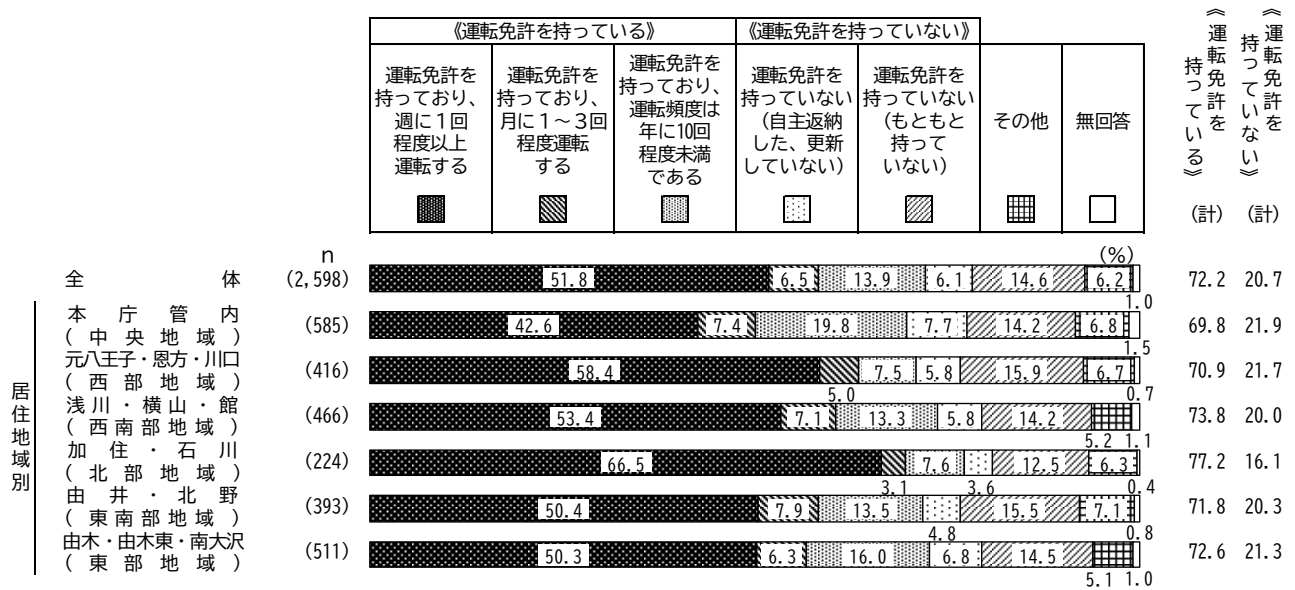 《運転免許を持っている》 《運転免許を持っていない》
運転免許を
持っており、
週に１回
程度以上
運転する
運転免許を
持っており、
月に１～３回
程度運転
する
運転免許を
持っており、
運転頻度は
年に10回
程度未満
である
運転免許を
持っていない
（自主返納
した、更新
していない）
運転免許を
持っていない
（もともと
持って
いない）
その他
無回答
《運転免許を
持っている》
（計）
《運転免許を
持っていない》
（計）
n (%)
全体 (2,598) 51.8 6.5 13.9 6.1 14.6 6.2 72.2 20.7
1.0
居住地域別
本庁管内
（中央地域） (585) 42.6 7.4 19.8 7.7 14.2 6.8 69.8 21.9
1.5
元八王子・恩方・川口
（西部地域） (416) 58.4 7.5 5.8 15.9 6.7 70.9 21.7
5.0 0.7
浅川・横山・館
（西南部地域） (466) 53.4 7.1 13.3 5.8 14.2 73.8 20.0
5.2 1.1
加住・石川
（北部地域） (224) 66.5 7.6 12.5 6.3 77.2 16.1
3.1 3.6 0.4
由井・北野
（東南部地域） (393) 50.4 7.9 13.5 15.5 7.1 71.8 20.3
4.8 0.8
由木・由木東・南大沢
（東部地域） (511) 50.3 6.3 16.0 6.8 14.5 72.6 21.3
5.1 1.0